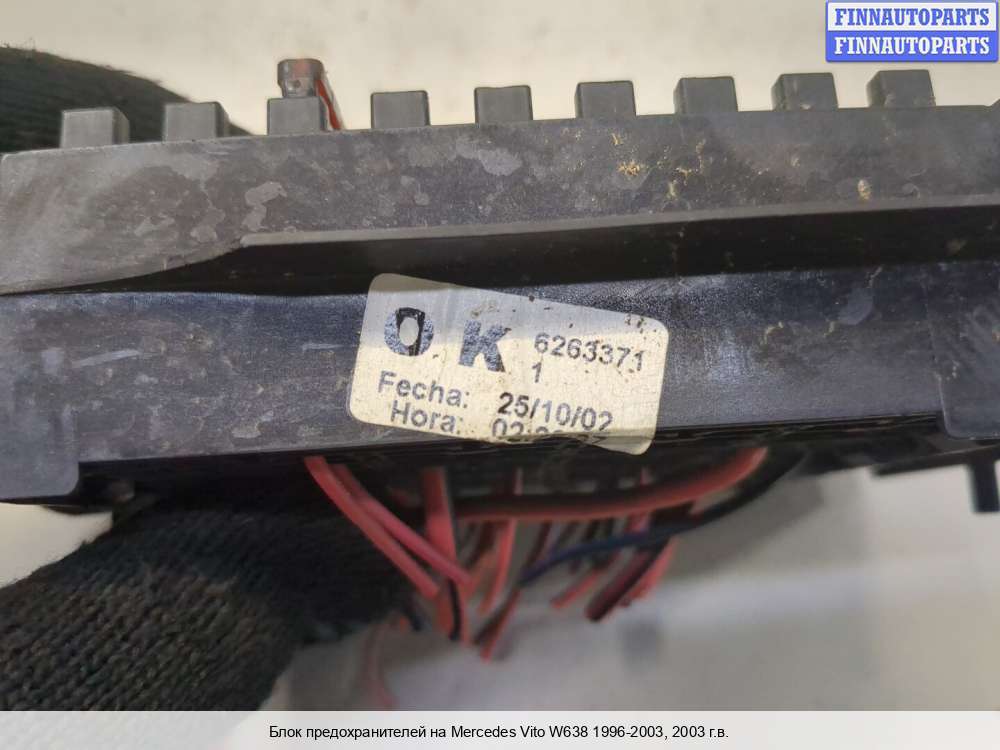 FINNAUTOPARTS
FINNAUTOPARTS
OK 6263371
1
Fecha: 25/10/02
Hora:
Блок предохранителей на Mercedes Vito W638 1996-2003, 2003 г.в.